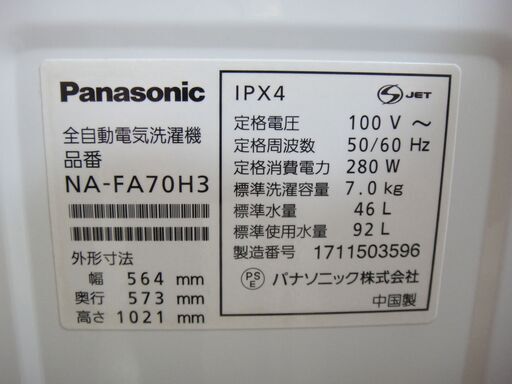 Panasonic
全自動電気洗濯機
品番
NA-FA70H3
外形寸法
幅 564 mm
奥行 573 mm
高さ 1021 mm
IPX4
S JET
定格電圧 100 V ~
定格周波数 50/60 Hz
定格消費電力 280 W
標準洗濯容量 7.0 kg
標準水量 46 L
標準使用水量 92 L
製造番号 1711503596
PS E パナソニック株式会社
中国製